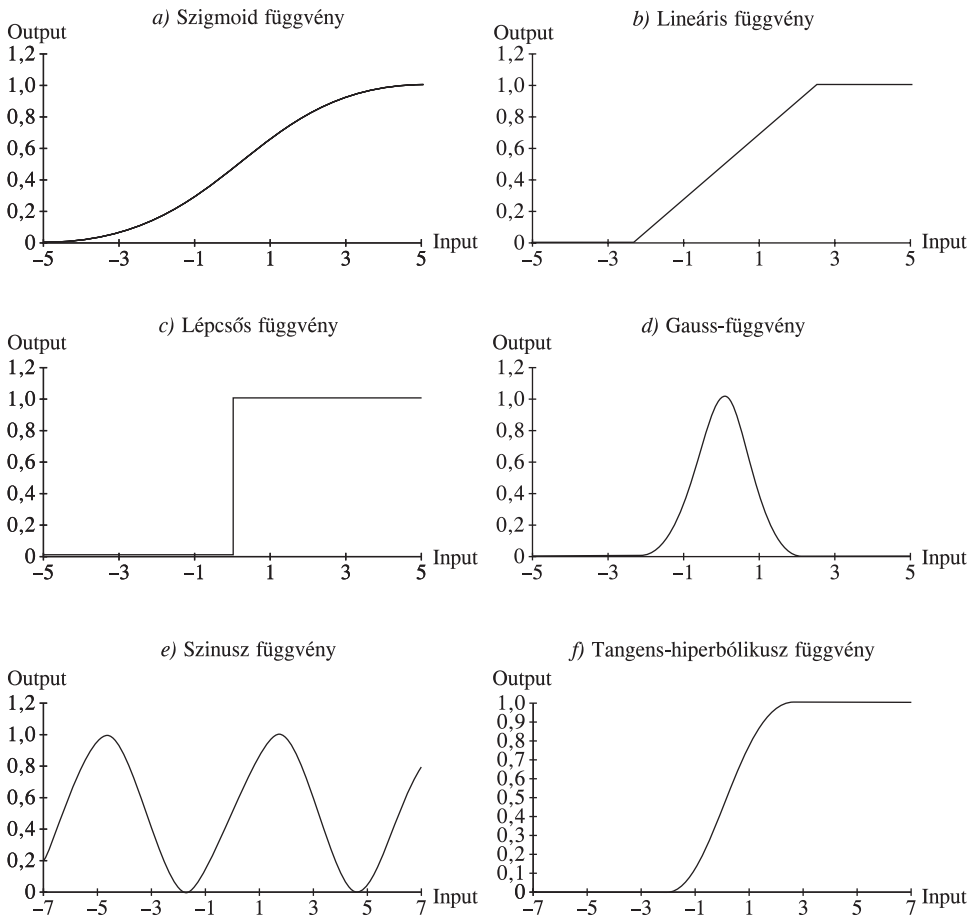 a) Szigmoid függvény
Output
1,2
1,0
0,8
0,6
0,4
0,2
0
–5 –3 –1 1 3 5
Input
b) Lineáris függvény
Output
1,2
1,0
0,8
0,6
0,4
0,2
0
–5 –3 –1 1 3 5
Input
c) Lépcsős függvény
Output
1,2
1,0
0,8
0,6
0,4
0,2
0
–5 –3 –1 1 3 5
Input
d) Gauss-függvény
Output
1,2
1,0
0,8
0,6
0,4
0,2
0
–5 –3 –1 1 3 5
Input
e) Szinusz függvény
Output
1,2
1,0
0,8
0,6
0,4
0,2
0
–7 –5 –3 –1 1 3 5 7
Input
f) Tangens-hiperbólikusz függvény
Output
1,0
0,9
0,8
0,7
0,6
0,5
0,4
0,3
0,2
0,1
0
–7 –5 –3 –1 1 3 5 7
Input